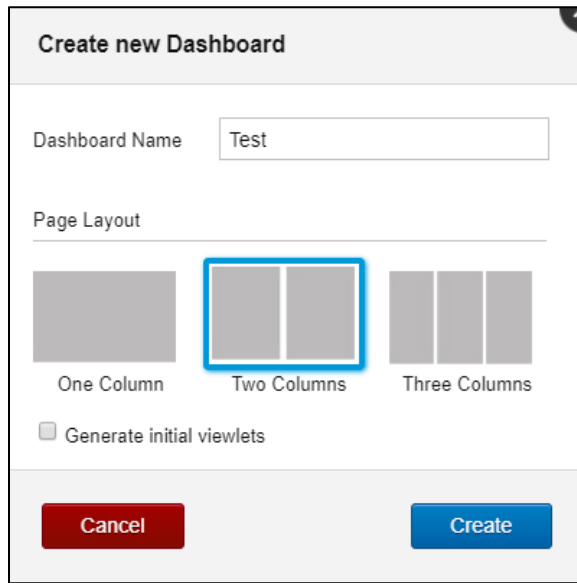 Create new Dashboard
Dashboard Name Test
Page Layout
One Column Two Columns Three Columns
Generate initial viewlets
Cancel Create